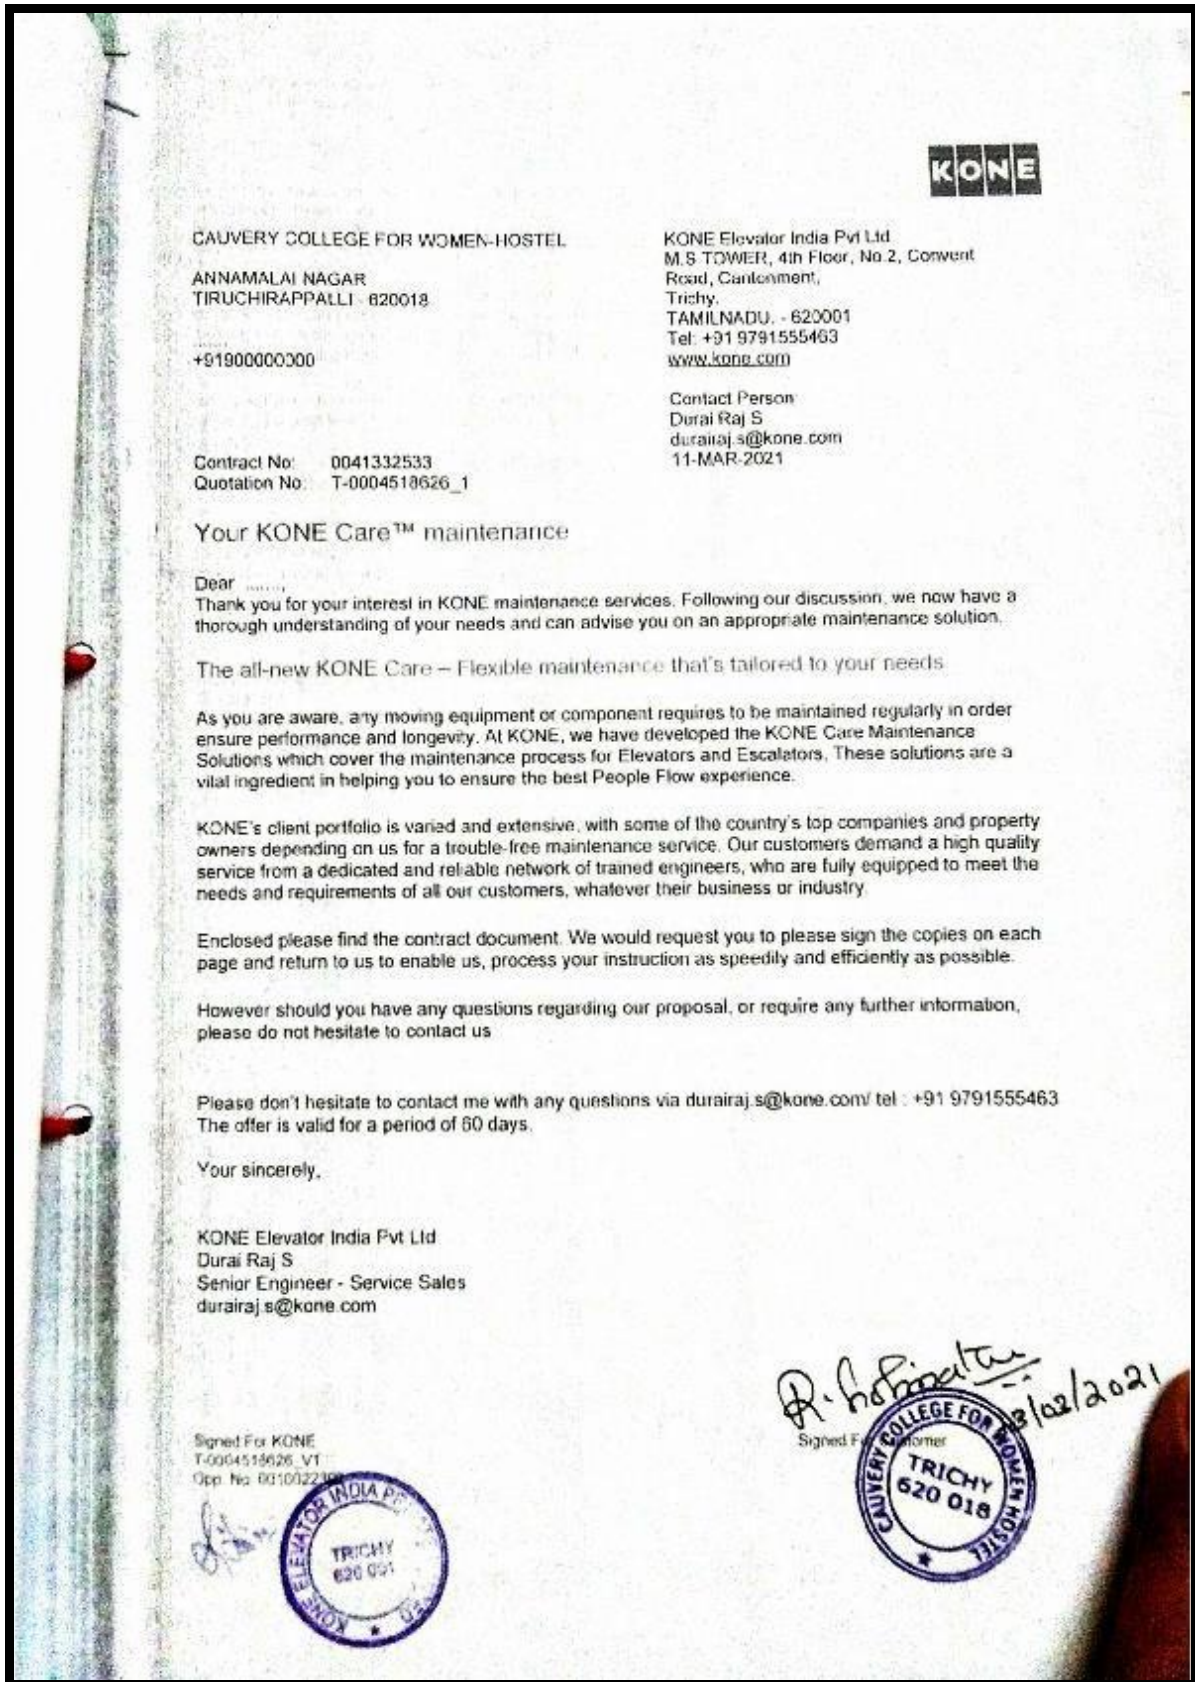 KONE
CAUVERY COLLEGE FOR WOMEN-HOSTEL
ANNAMALAI NAGAR
TIRUCHIRAPPALLI - 620018
........
+91900000000
KONE Elevator India Pvt Ltd
M.S TOWER, 4th Floor, No.2, Convent
Road, Cantonment,
Trichy.
TAMILNADU. - 620001
Tel: +91 9791555463
www.kone.com
Contact Person
Durai Raj S
durairaj.s@kone.com
11-MAR-2021
Contract No: 0041332533
Quotation No: T-0004518626_1
Your KONE Care™ maintenance
Dear ........,
Thank you for your interest in KONE maintenance services. Following our discussion, we now have a
thorough understanding of your needs and can advise you on an appropriate maintenance solution.
The all-new KONE Care – Flexible maintenance that's tailored to your needs
As you are aware, any moving equipment or component requires to be maintained regularly in order
ensure performance and longevity. At KONE, we have developed the KONE Care Maintenance
Solutions which cover the maintenance process for Elevators and Escalators. These solutions are a
vital ingredient in helping you to ensure the best People Flow experience.
KONE's client portfolio is varied and extensive, with some of the country's top companies and property
owners depending on us for a trouble-free maintenance service. Our customers demand a high quality
service from a dedicated and reliable network of trained engineers, who are fully equipped to meet the
needs and requirements of all our customers, whatever their business or industry.
Enclosed please find the contract document. We would request you to please sign the copies on each
page and return to us to enable us, process your instruction as speedily and efficiently as possible.
However should you have any questions regarding our proposal, or require any further information,
please do not hesitate to contact us
Please don't hesitate to contact me with any questions via durairaj.s@kone.com/ tel : +91 9791555463
The offer is valid for a period of 60 days.
Your sincerely,
KONE Elevator India Pvt Ltd
Durai Raj S
Senior Engineer - Service Sales
durairaj.s@kone.com
/2021
Signed For KONE
T-0004518626_V1
Opp. No
Signed For Customer
KONE ELEVATOR INDIA
TRICHY
620 001
CAUVERY COLLEGE FOR WOMEN HOSTEL
TRICHY
620 018